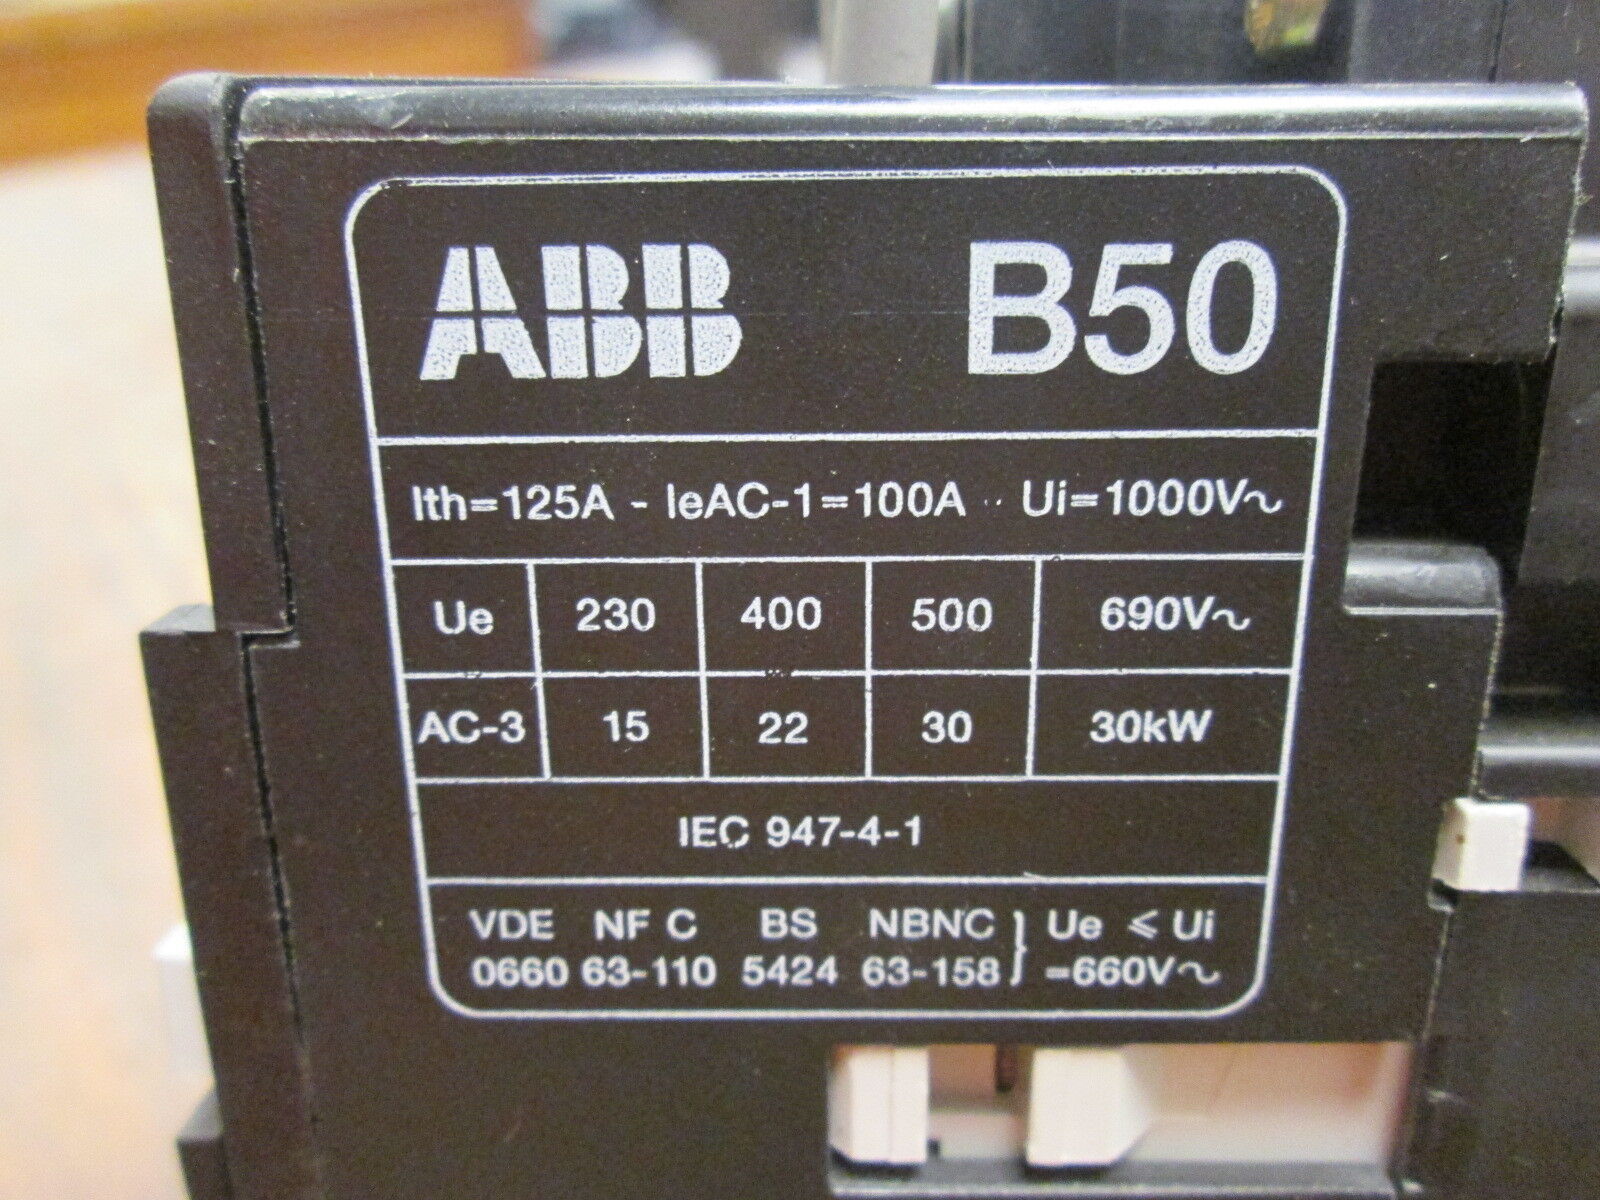 ABB B50
Ith=125A - IeAC-1=100A - Ui=1000V~
Ue 230 400 500 690V~
AC-3 15 22 30 30kW
IEC 947-4-1
VDE NF C BS NBN C } Ue ≤ Ui
0660 63-110 5424 63-158 =660V~